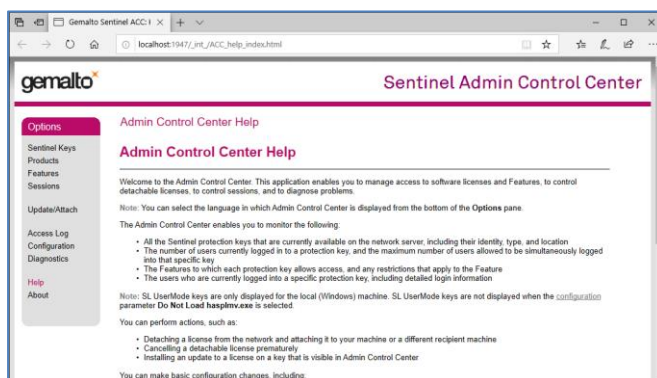 Gemalto Sentinel ACC: H
localhost:1947/_int_/ACC_help_index.html
gemalto
Sentinel Admin Control Center
Options
Sentinel Keys
Products
Features
Sessions
Update/Attach
Access Log
Configuration
Diagnostics
Help
About
Admin Control Center Help
Admin Control Center Help
Welcome to the Admin Control Center. This application enables you to manage access to software licenses and Features, to control
detachable licenses, to control sessions, and to diagnose problems.
Note: You can select the language in which Admin Control Center is displayed from the bottom of the Options pane.
The Admin Control Center enables you to monitor the following:
• All the Sentinel protection keys that are currently available on the network server, including their identity, type, and location
• The number of users currently logged in to a protection key, and the maximum number of users allowed to be simultaneously logged
into that specific key
• The Features to which each protection key allows access, and any restrictions that apply to the Feature
• The users who are currently logged into a specific protection key, including detailed login information
Note: SL UserMode keys are only displayed for the local (Windows) machine. SL UserMode keys are not displayed when the configuration
parameter Do Not Load hasplmv.exe is selected.
You can perform actions, such as:
• Detaching a license from the network and attaching it to your machine or a different recipient machine
• Cancelling a detachable license prematurely
• Installing an update to a license on a key that is visible in Admin Control Center
You can make basic configuration changes, including: